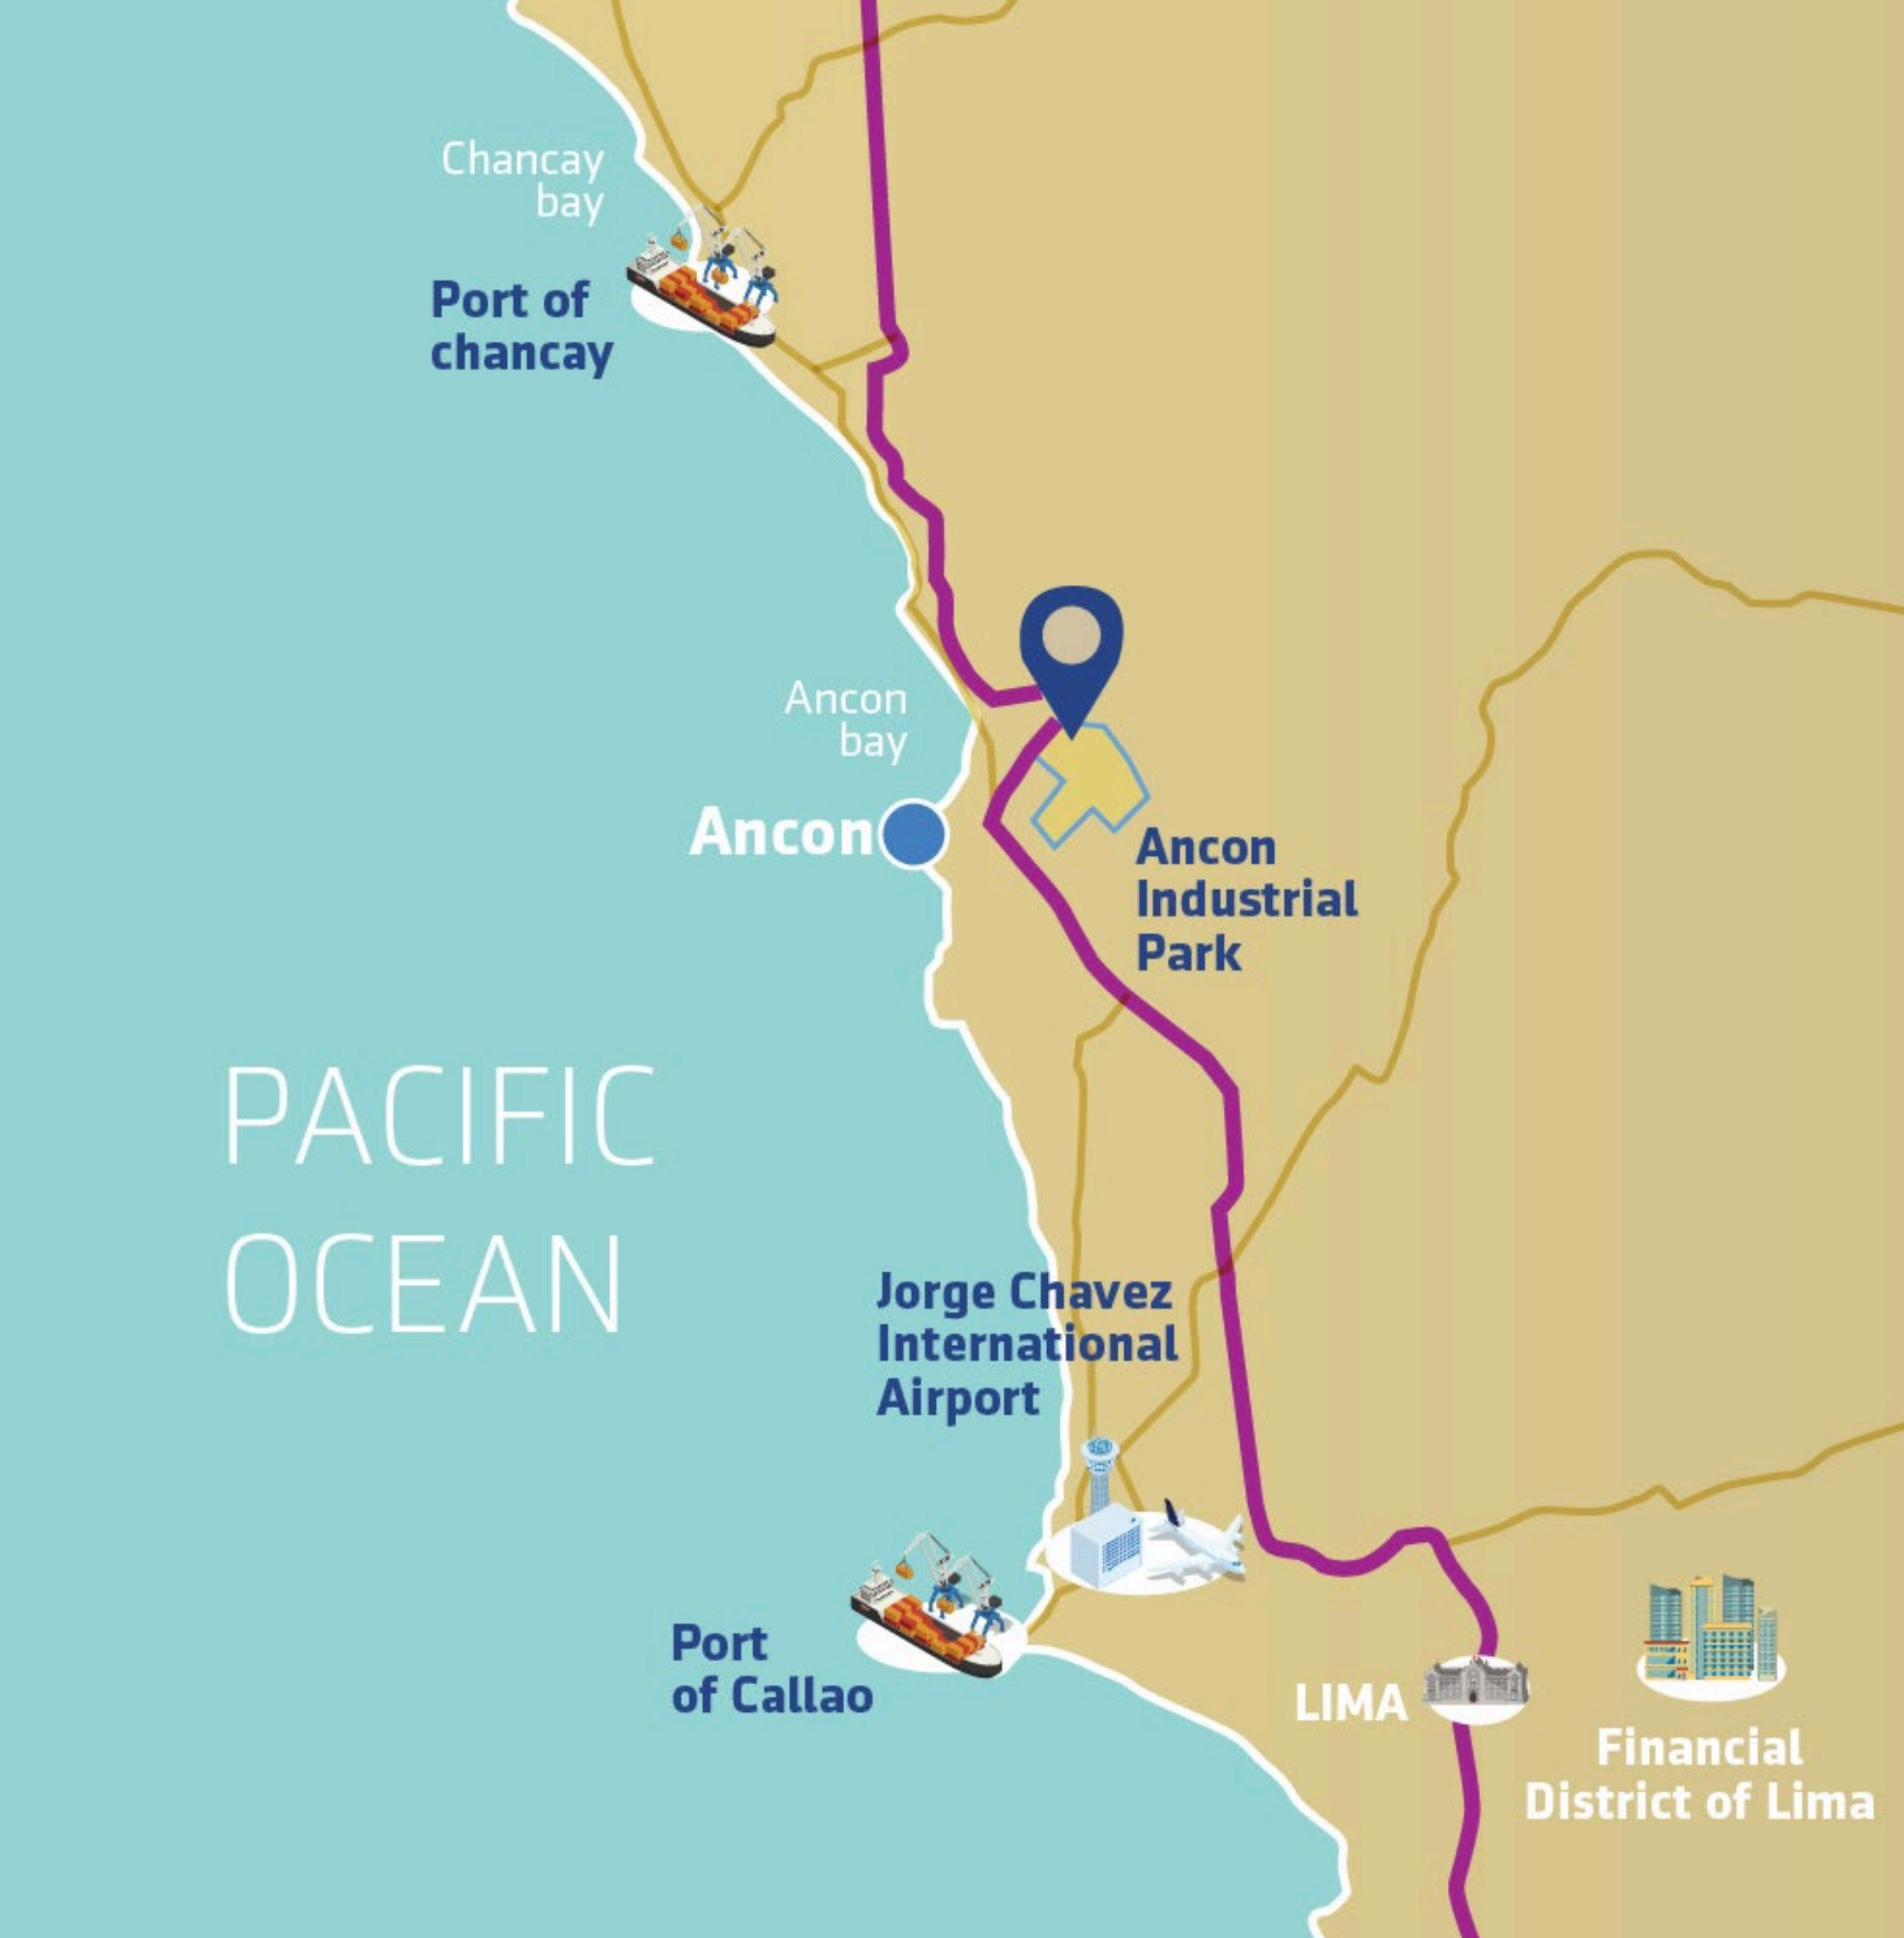 Chancay
bay
Port of
chancay
Ancon
bay
Ancon
Ancon
Industrial
Park
PACIFIC
OCEAN
Jorge Chavez
International
Airport
Port
of Callao
LIMA
Financial
District of Lima